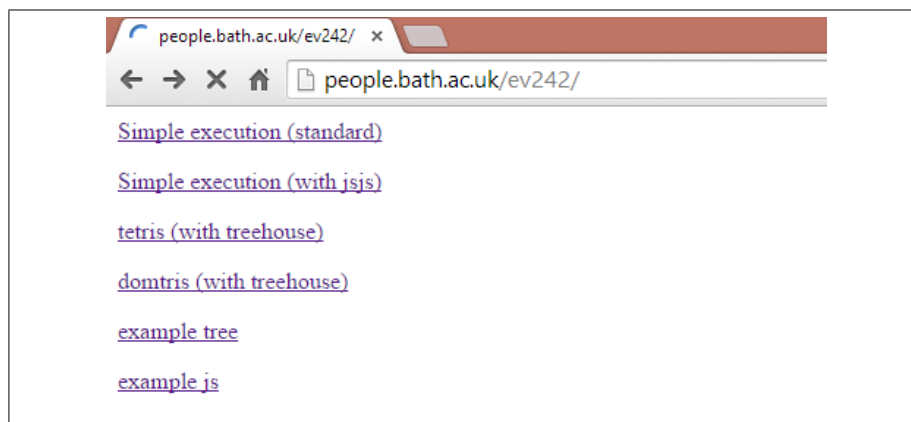 people.bath.ac.uk/ev242/
people.bath.ac.uk/ev242/
Simple execution (standard)
Simple execution (with jsjs)
tetris (with treehouse)
domtris (with treehouse)
example tree
example js